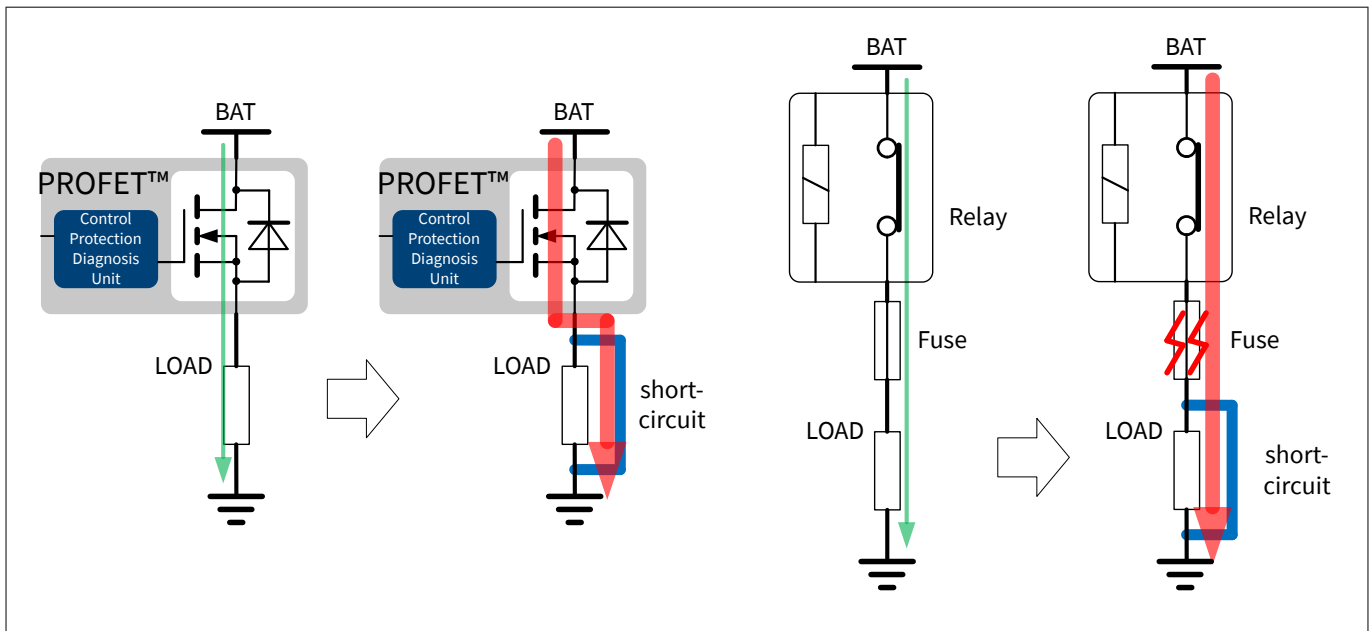 BAT
PROFET™
Control
Protection
Diagnosis
Unit
LOAD
BAT
PROFET™
Control
Protection
Diagnosis
Unit
LOAD
short-
circuit
BAT
Relay
Fuse
LOAD
BAT
Relay
Fuse
LOAD
short-
circuit